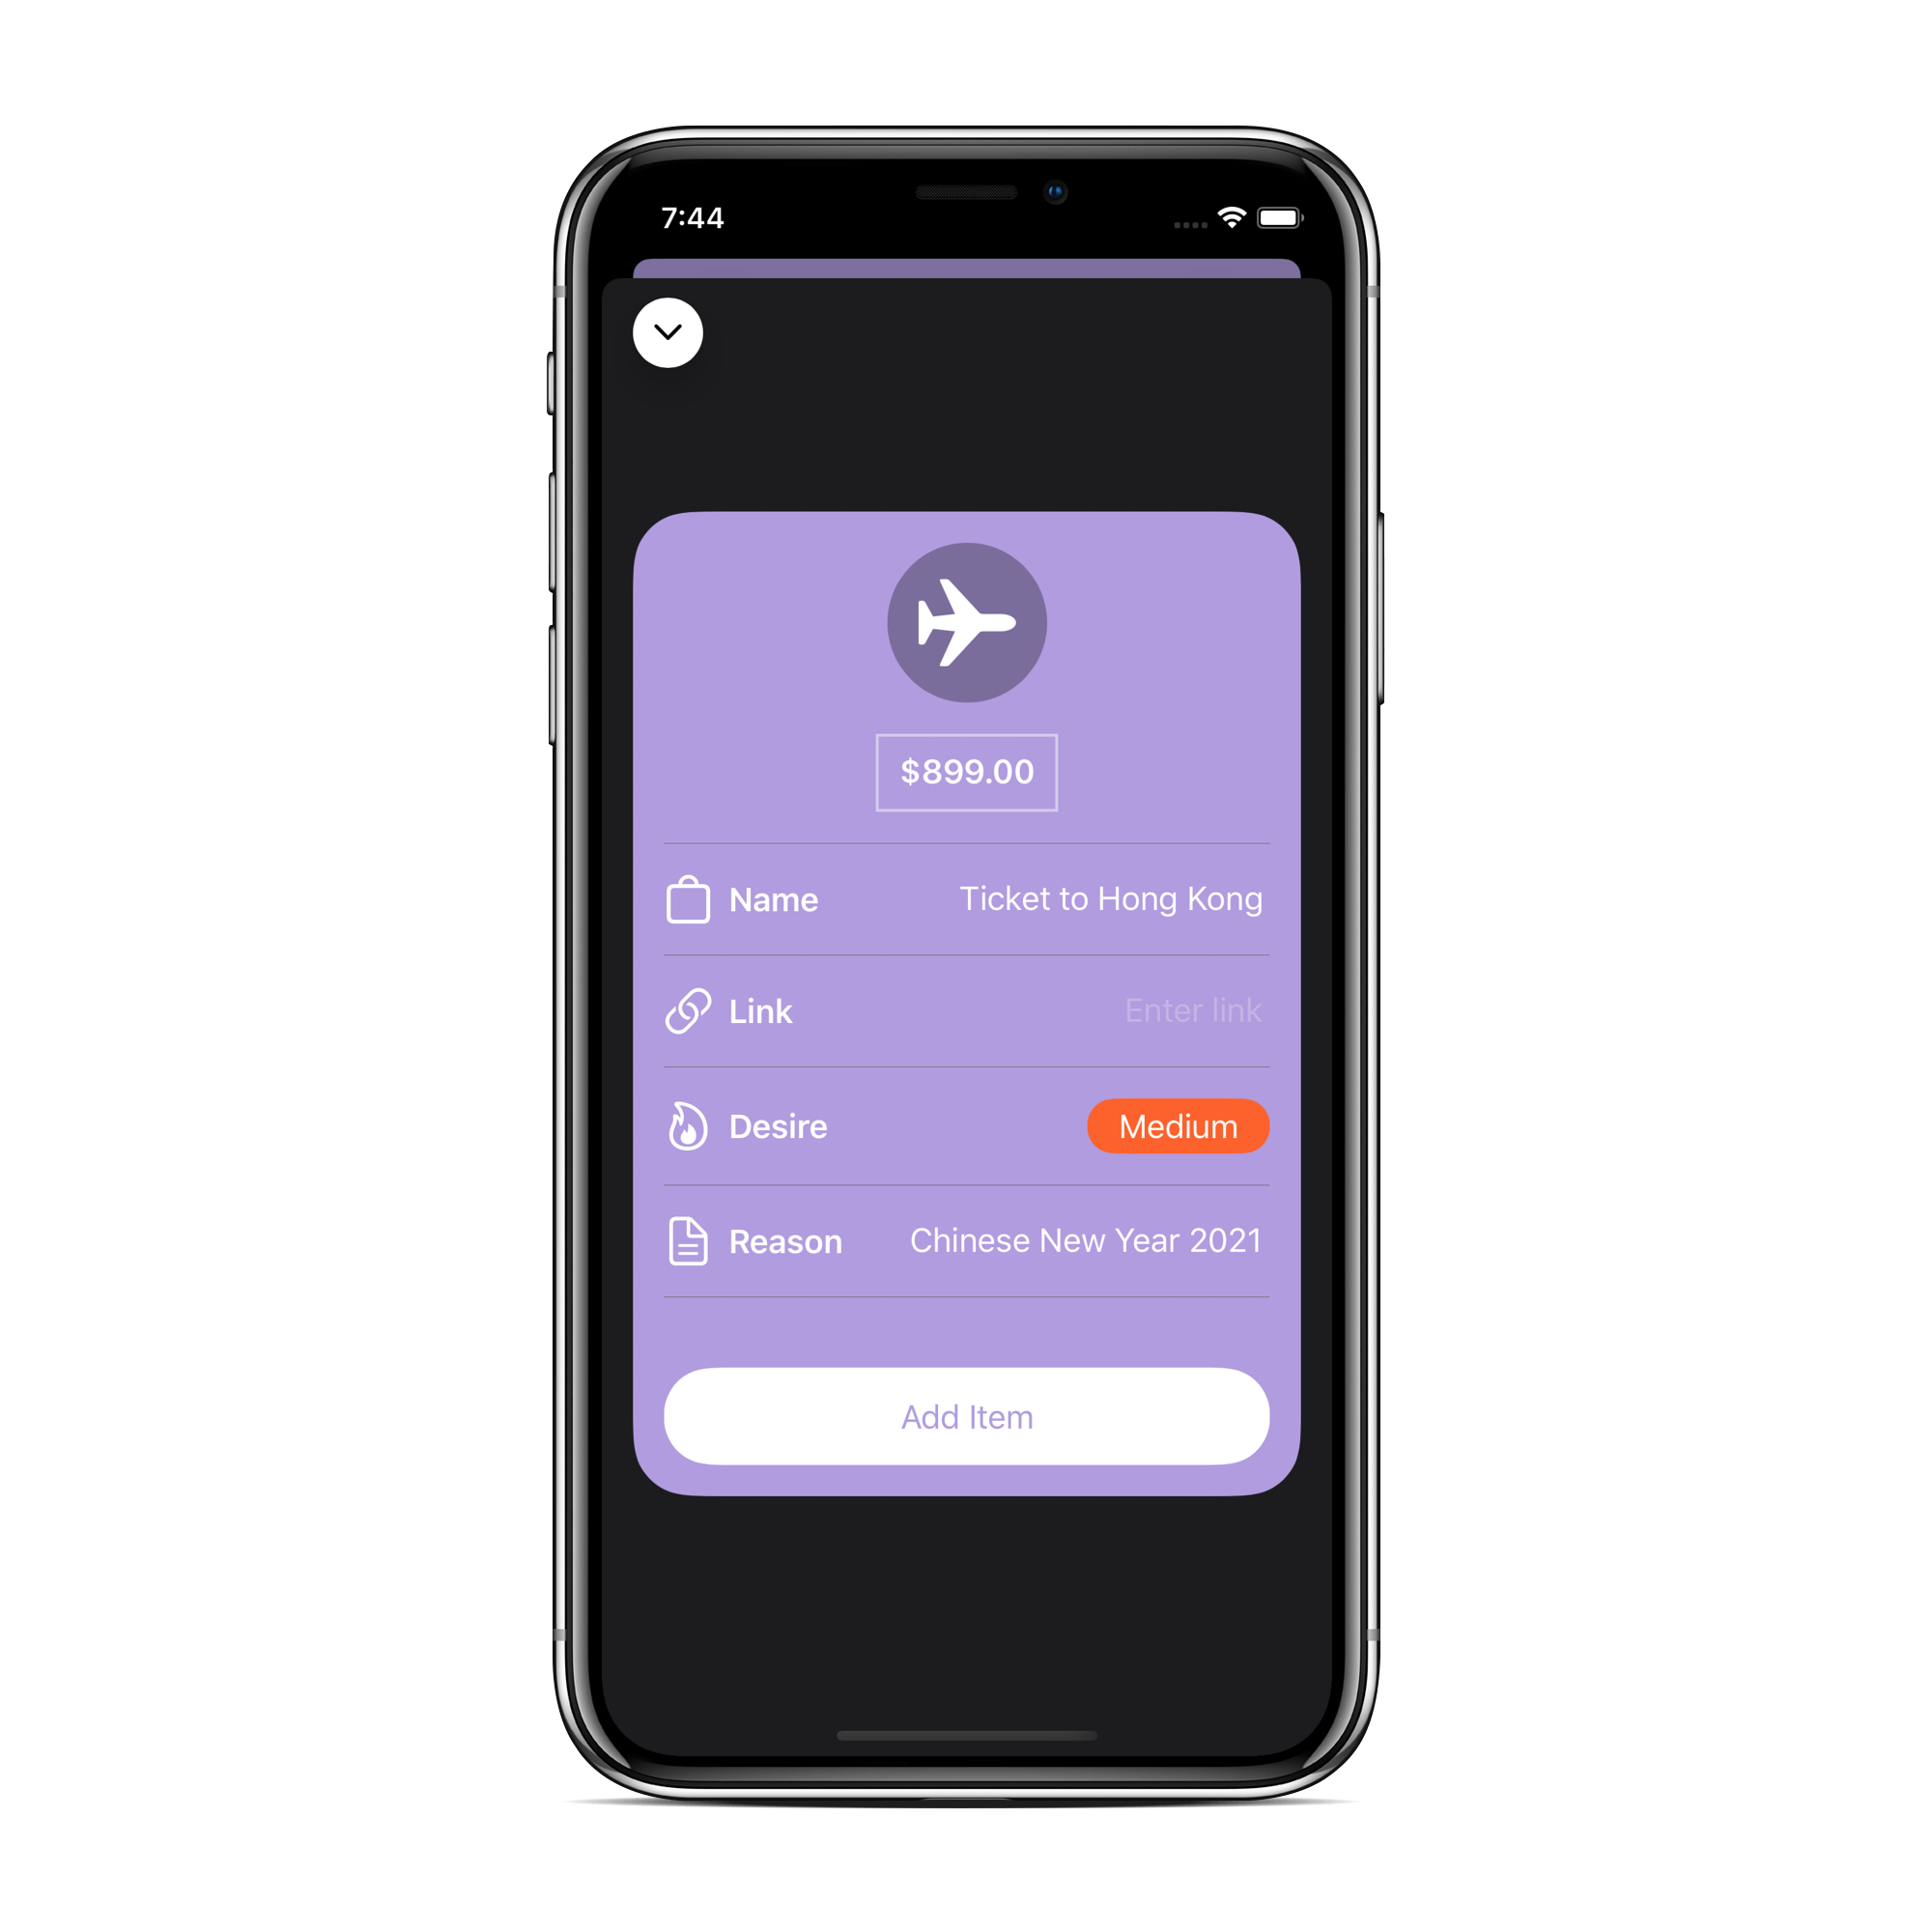 7:44
$899.00
Name Ticket to Hong Kong
Link Enter link
Desire Medium
Reason Chinese New Year 2021
Add Item